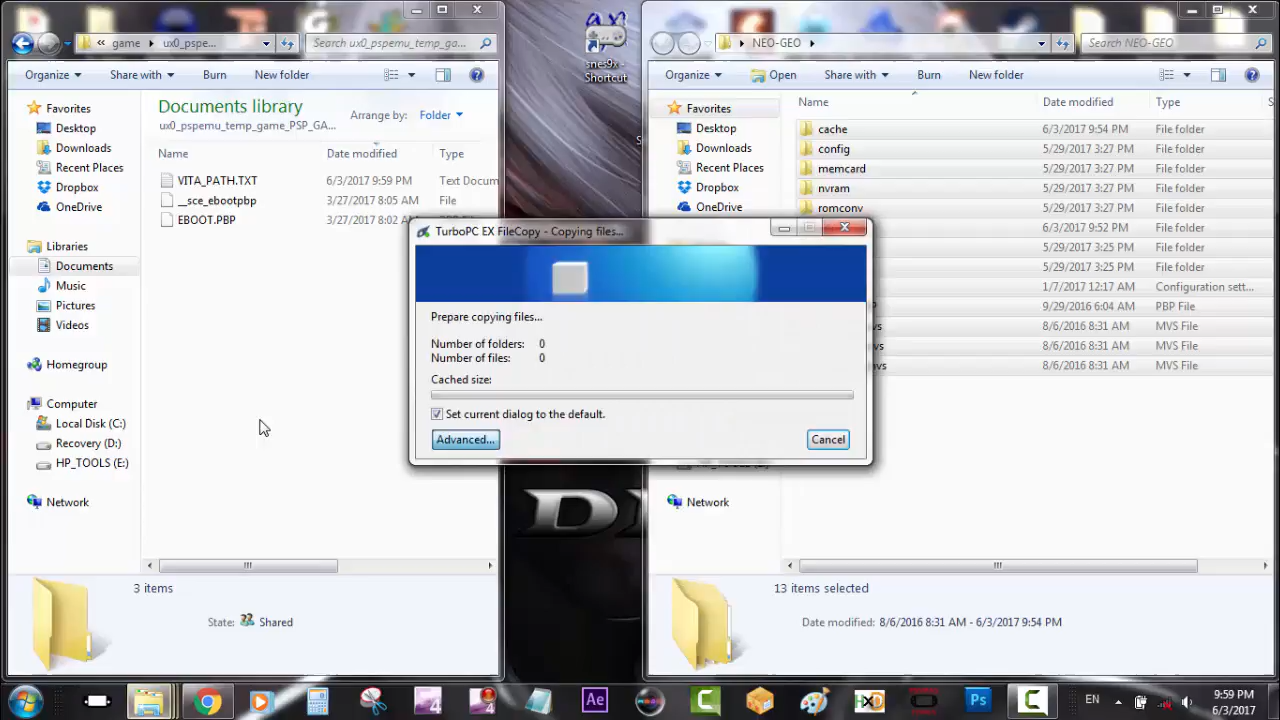 « game ▸ ux0_pspe...
Search ux0_pspemu_temp_ga...
Organize
Share with
Burn
New folder
Favorites
Desktop
Downloads
Recent Places
Dropbox
OneDrive
Libraries
Documents
Music
Pictures
Videos
Homegroup
Computer
Local Disk (C:)
Recovery (D:)
HP_TOOLS (E:)
Network
Documents library
ux0_pspemu_temp_game_PSP_GA...
Arrange by: Folder
Name Date modified Type
VITA_PATH.TXT 6/3/2017 9:59 PM Text Docum
__sce_ebootpbp 3/27/2017 8:05 AM File
EBOOT.PBP 3/27/2017 8:02 AM
3 items
State: Shared
snes9x -
Shortcut
NEO-GEO
Search NEO-GEO
Organize
Open
Share with
Burn
New folder
Favorites
Desktop
Downloads
Recent Places
Dropbox
OneDrive
Network
Name Date modified Type
cache 6/3/2017 9:54 PM File folder
config 5/29/2017 3:27 PM File folder
memcard 5/29/2017 3:27 PM File folder
nvram 5/29/2017 3:27 PM File folder
romconv 5/29/2017 3:27 PM File folder
6/3/2017 9:52 PM File folder
5/29/2017 3:25 PM File folder
5/29/2017 3:25 PM File folder
1/7/2017 12:17 AM Configuration sett...
9/29/2016 6:04 AM PBP File
8/6/2016 8:31 AM MVS File
8/6/2016 8:31 AM MVS File
8/6/2016 8:31 AM MVS File
13 items selected
Date modified: 8/6/2016 8:31 AM - 6/3/2017 9:54 PM
TurboPC EX FileCopy - Copying files...
Prepare copying files...
Number of folders: 0
Number of files: 0
Cached size:
Set current dialog to the default.
Advanced...
Cancel
EN
9:59 PM
6/3/2017